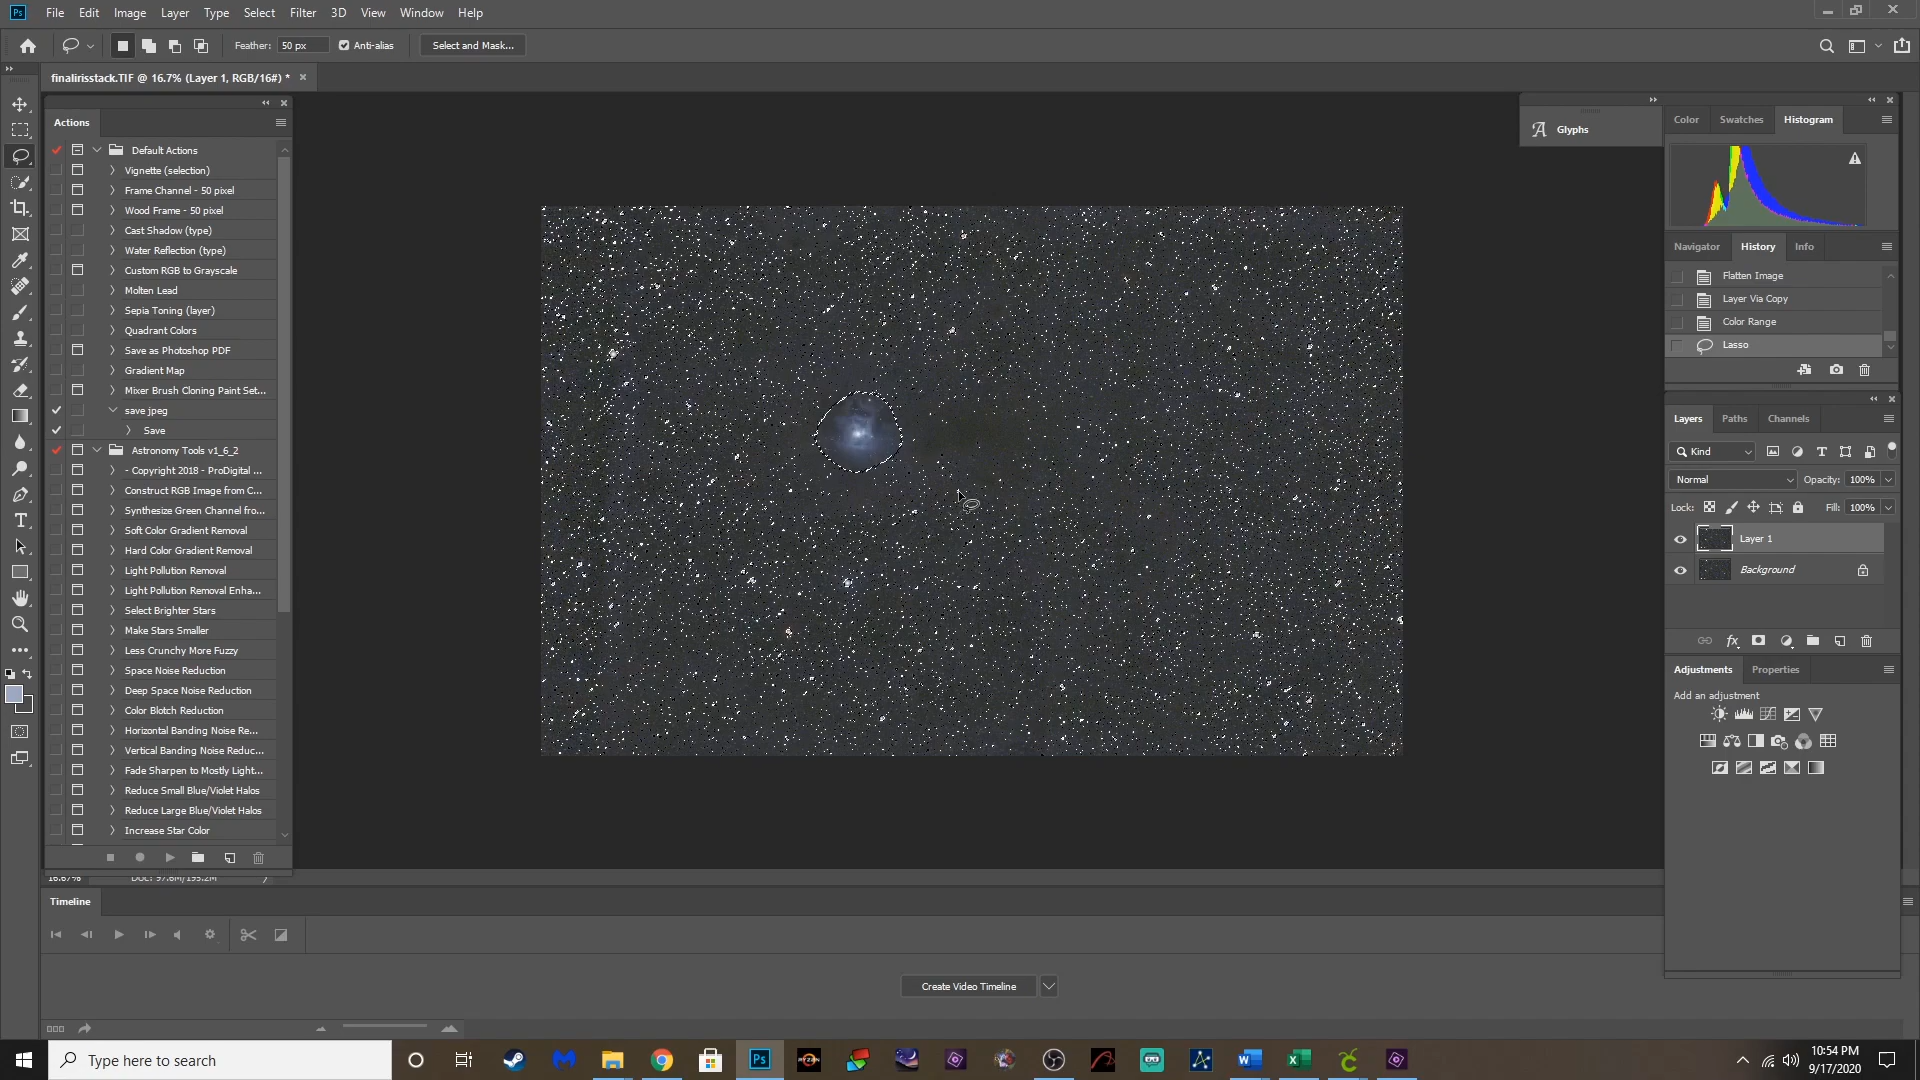 Ps File Edit Image Layer Type Select Filter 3D View Window Help
Feather: 50 px Anti-alias Select and Mask...
finalirisstack.TIF @ 16.7% (Layer 1, RGB/16#) *
Actions
Default Actions
Vignette (selection)
Frame Channel - 50 pixel
Wood Frame - 50 pixel
Cast Shadow (type)
Water Reflection (type)
Custom RGB to Grayscale
Molten Lead
Sepia Toning (layer)
Quadrant Colors
Save as Photoshop PDF
Gradient Map
Mixer Brush Cloning Paint Set...
save jpeg
Save
Astronomy Tools v1_6_2
- Copyright 2018 - ProDigital ...
Construct RGB Image from C...
Synthesize Green Channel fro...
Soft Color Gradient Removal
Hard Color Gradient Removal
Light Pollution Removal
Light Pollution Removal Enha...
Select Brighter Stars
Make Stars Smaller
Less Crunchy More Fuzzy
Space Noise Reduction
Deep Space Noise Reduction
Color Blotch Reduction
Horizontal Banding Noise Re...
Vertical Banding Noise Reduc...
Fade Sharpen to Mostly Light...
Reduce Small Blue/Violet Halos
Reduce Large Blue/Violet Halos
Increase Star Color
16.67% Doc: 97.6M/195.2M
Glyphs
Color Swatches Histogram
Navigator History Info
Flatten Image
Layer Via Copy
Color Range
Lasso
Layers Paths Channels
Kind
Normal Opacity: 100%
Lock: Fill: 100%
Layer 1
Background
Adjustments Properties
Add an adjustment
Timeline
Create Video Timeline
Type here to search
Ps
RYZEN
10:54 PM
9/17/2020